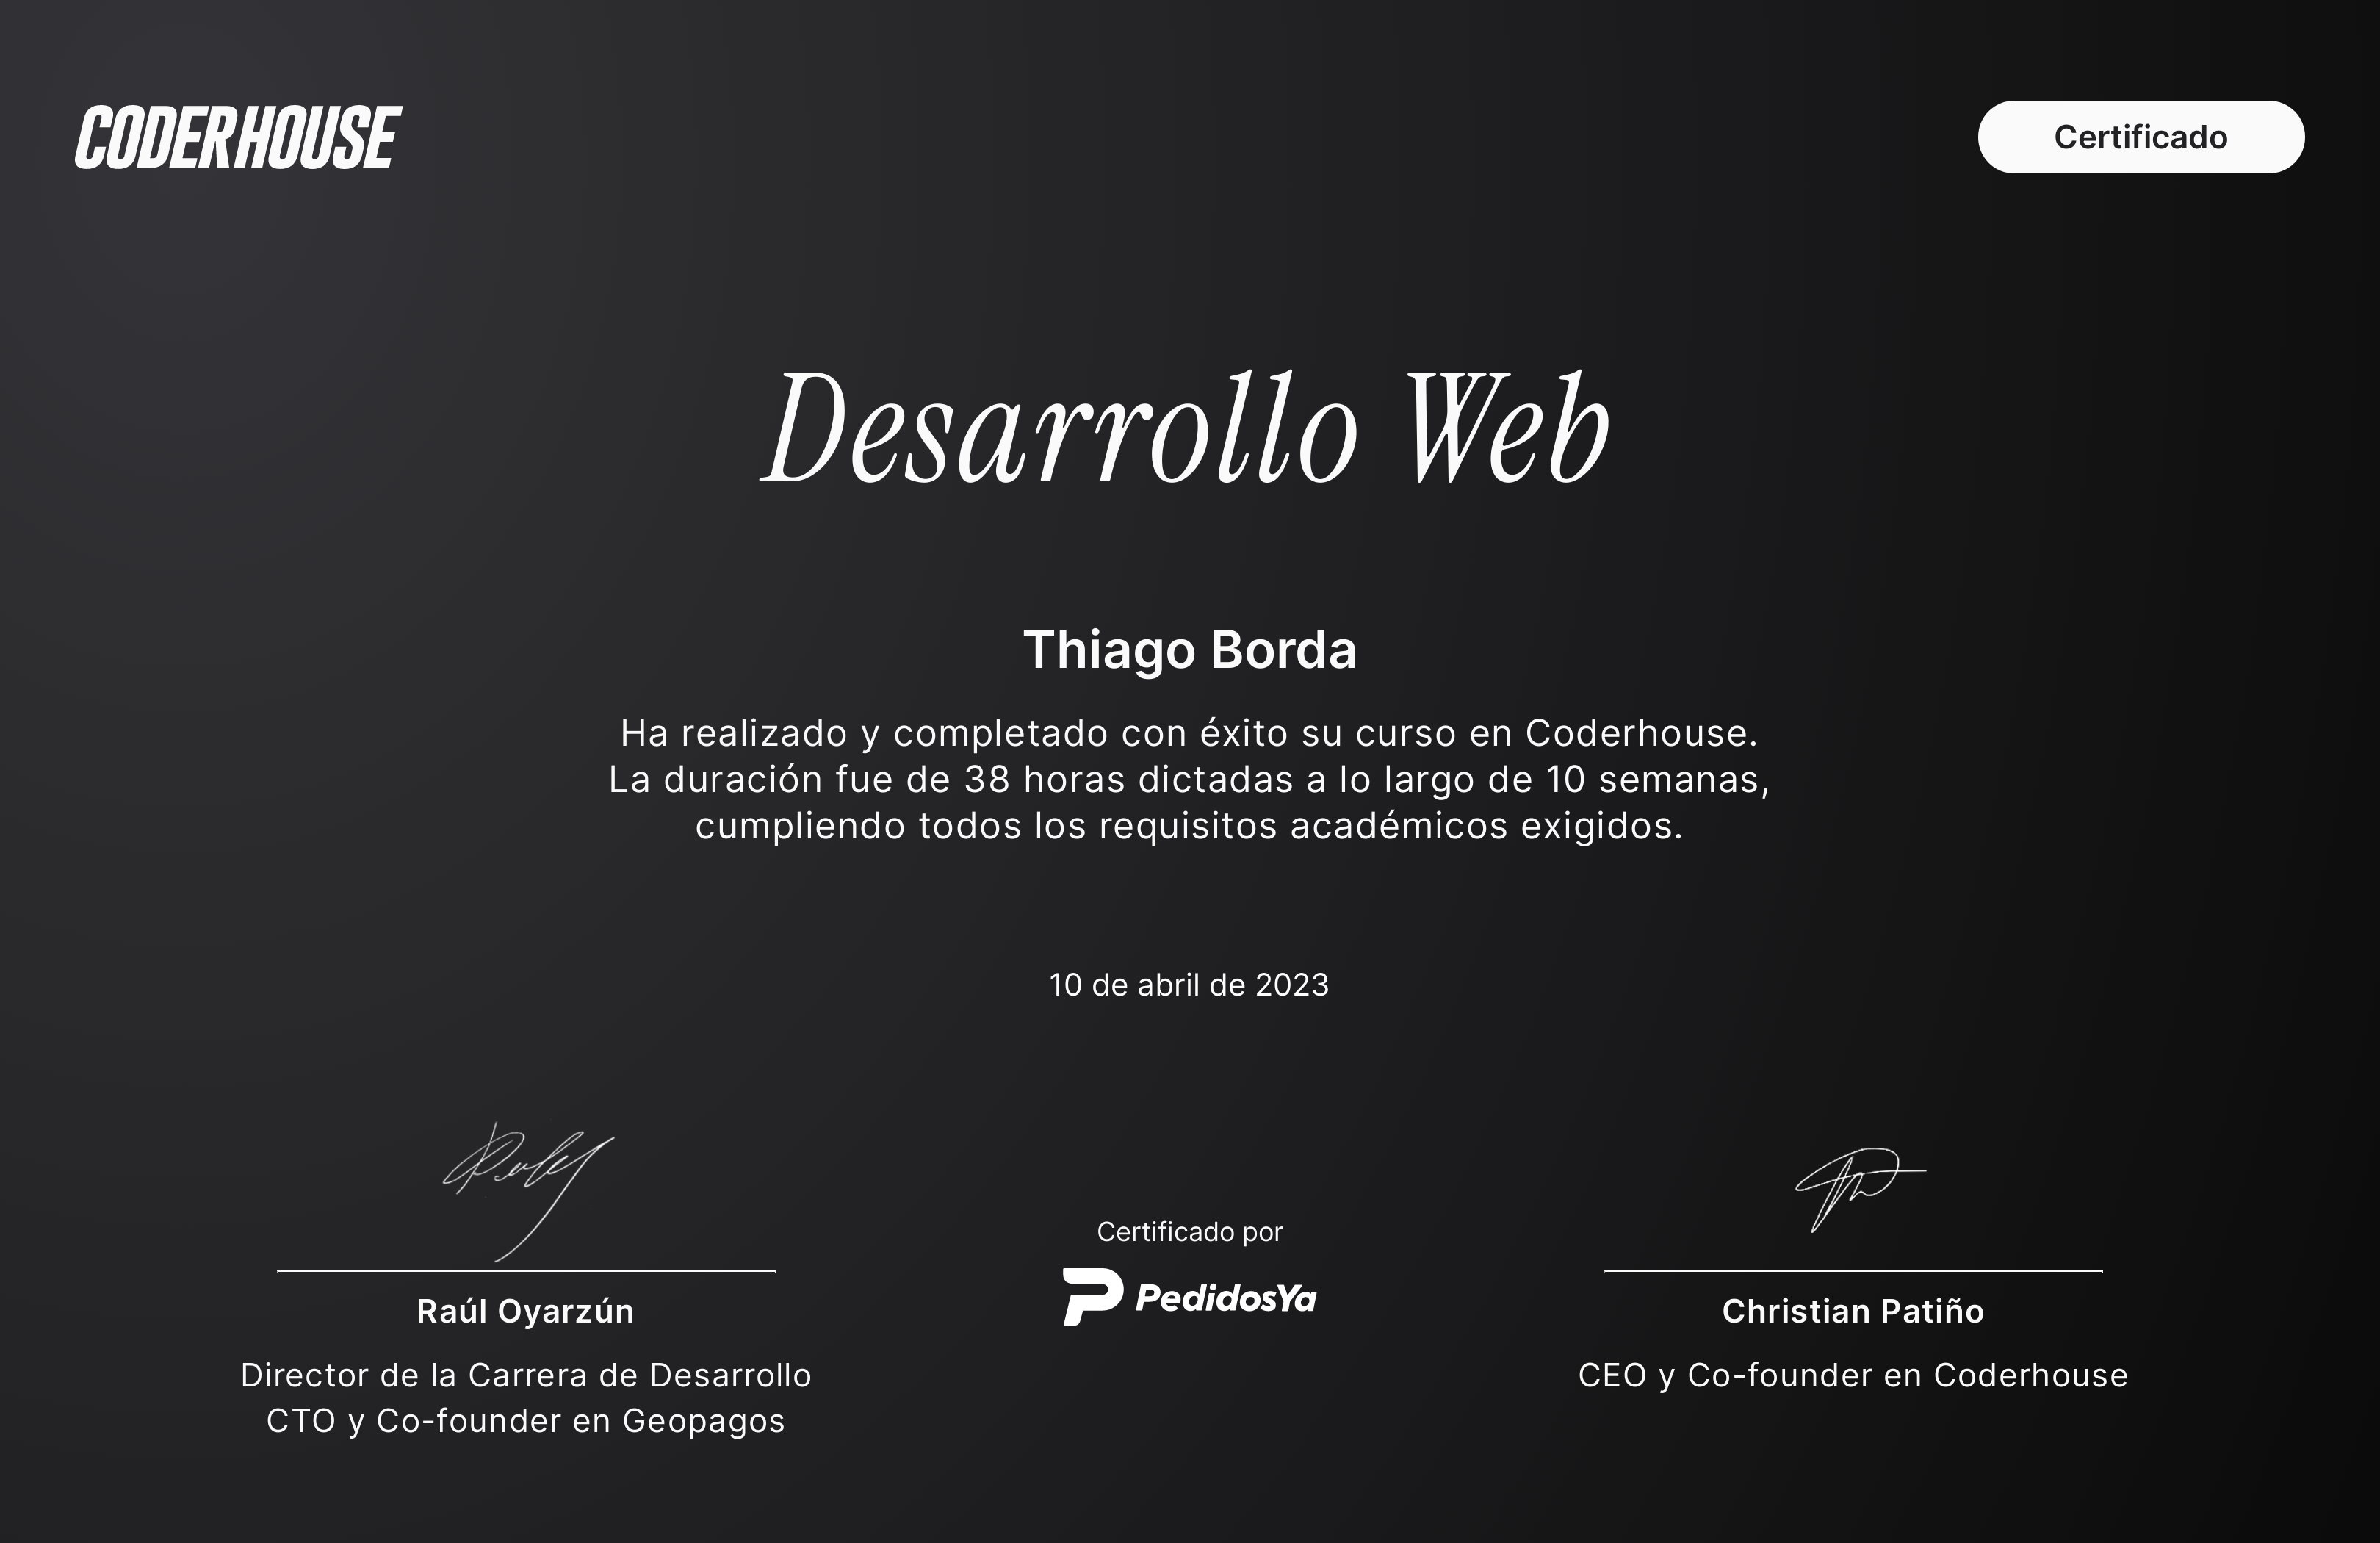 CODERHOUSE
Certificado
Desarrollo Web
Thiago Borda
Ha realizado y completado con éxito su curso en Coderhouse.
La duración fue de 38 horas dictadas a lo largo de 10 semanas,
cumpliendo todos los requisitos académicos exigidos.
10 de abril de 2023
Raúl Oyarzún
Director de la Carrera de Desarrollo
CTO y Co-founder en Geopagos
Certificado por
PedidosYa
Christian Patiño
CEO y Co-founder en Coderhouse